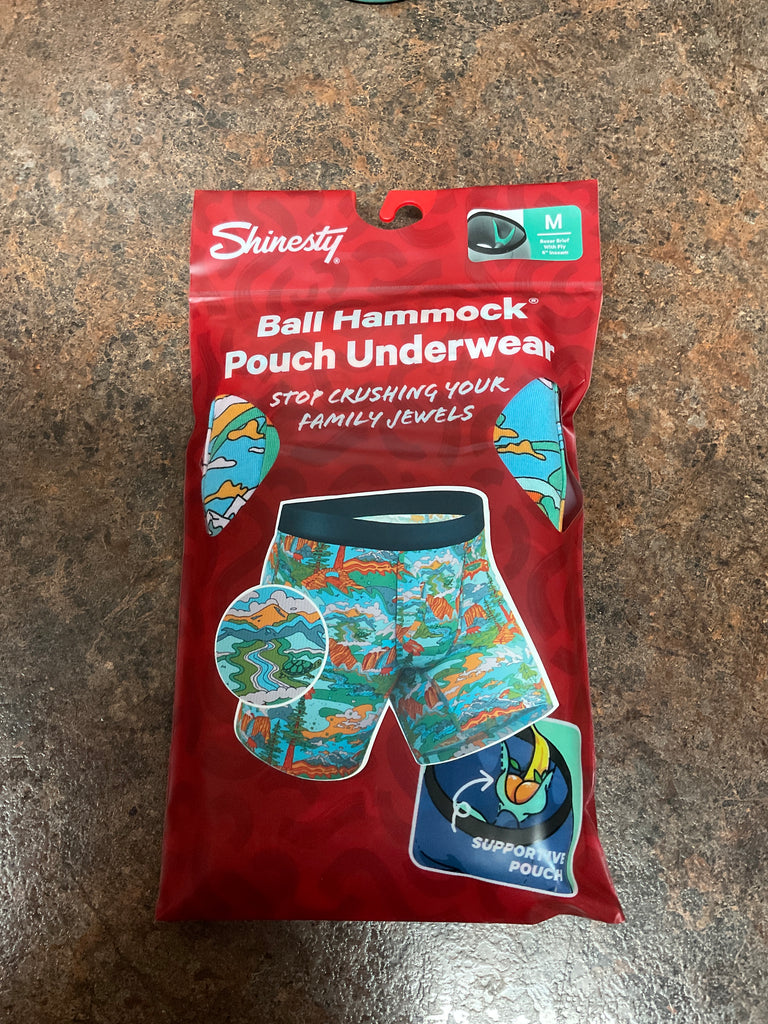 Shinesty®
M
Boxer Brief
With Fly
Ball Hammock®
Pouch Underwear
STOP CRUSHING YOUR
FAMILY JEWELS
SUPPORTIVE
POUCH